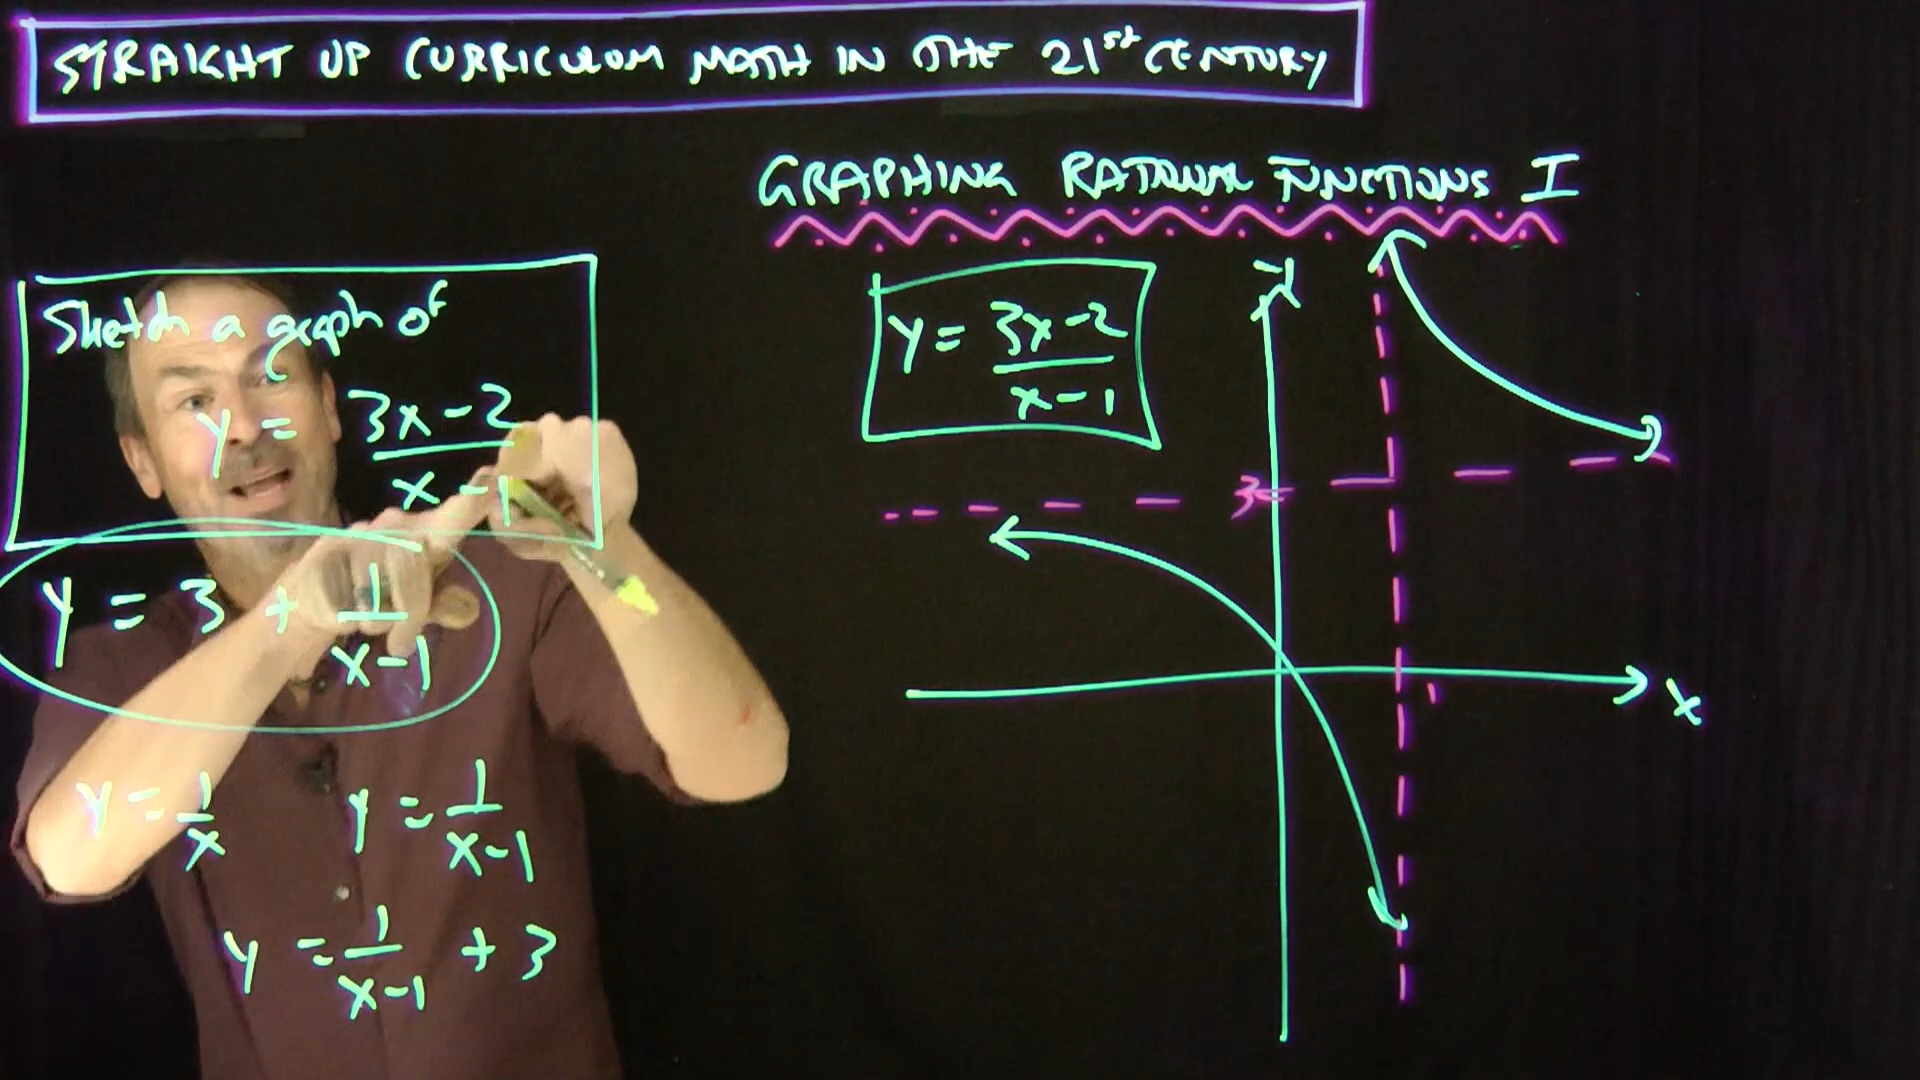 STRAIGHT UP CURRICULUM MATH IN THE 21st CENTURY
GRAPHING RATIONAL FUNCTIONS I
Sketch a graph of
y = 3x-2 / x-1
y = 3 + 1 / x-1
y = 1 / x
y = 1 / x-1
y = 1 / x-1 + 3
y = 3x-2 / x-1
Y
3
1
X